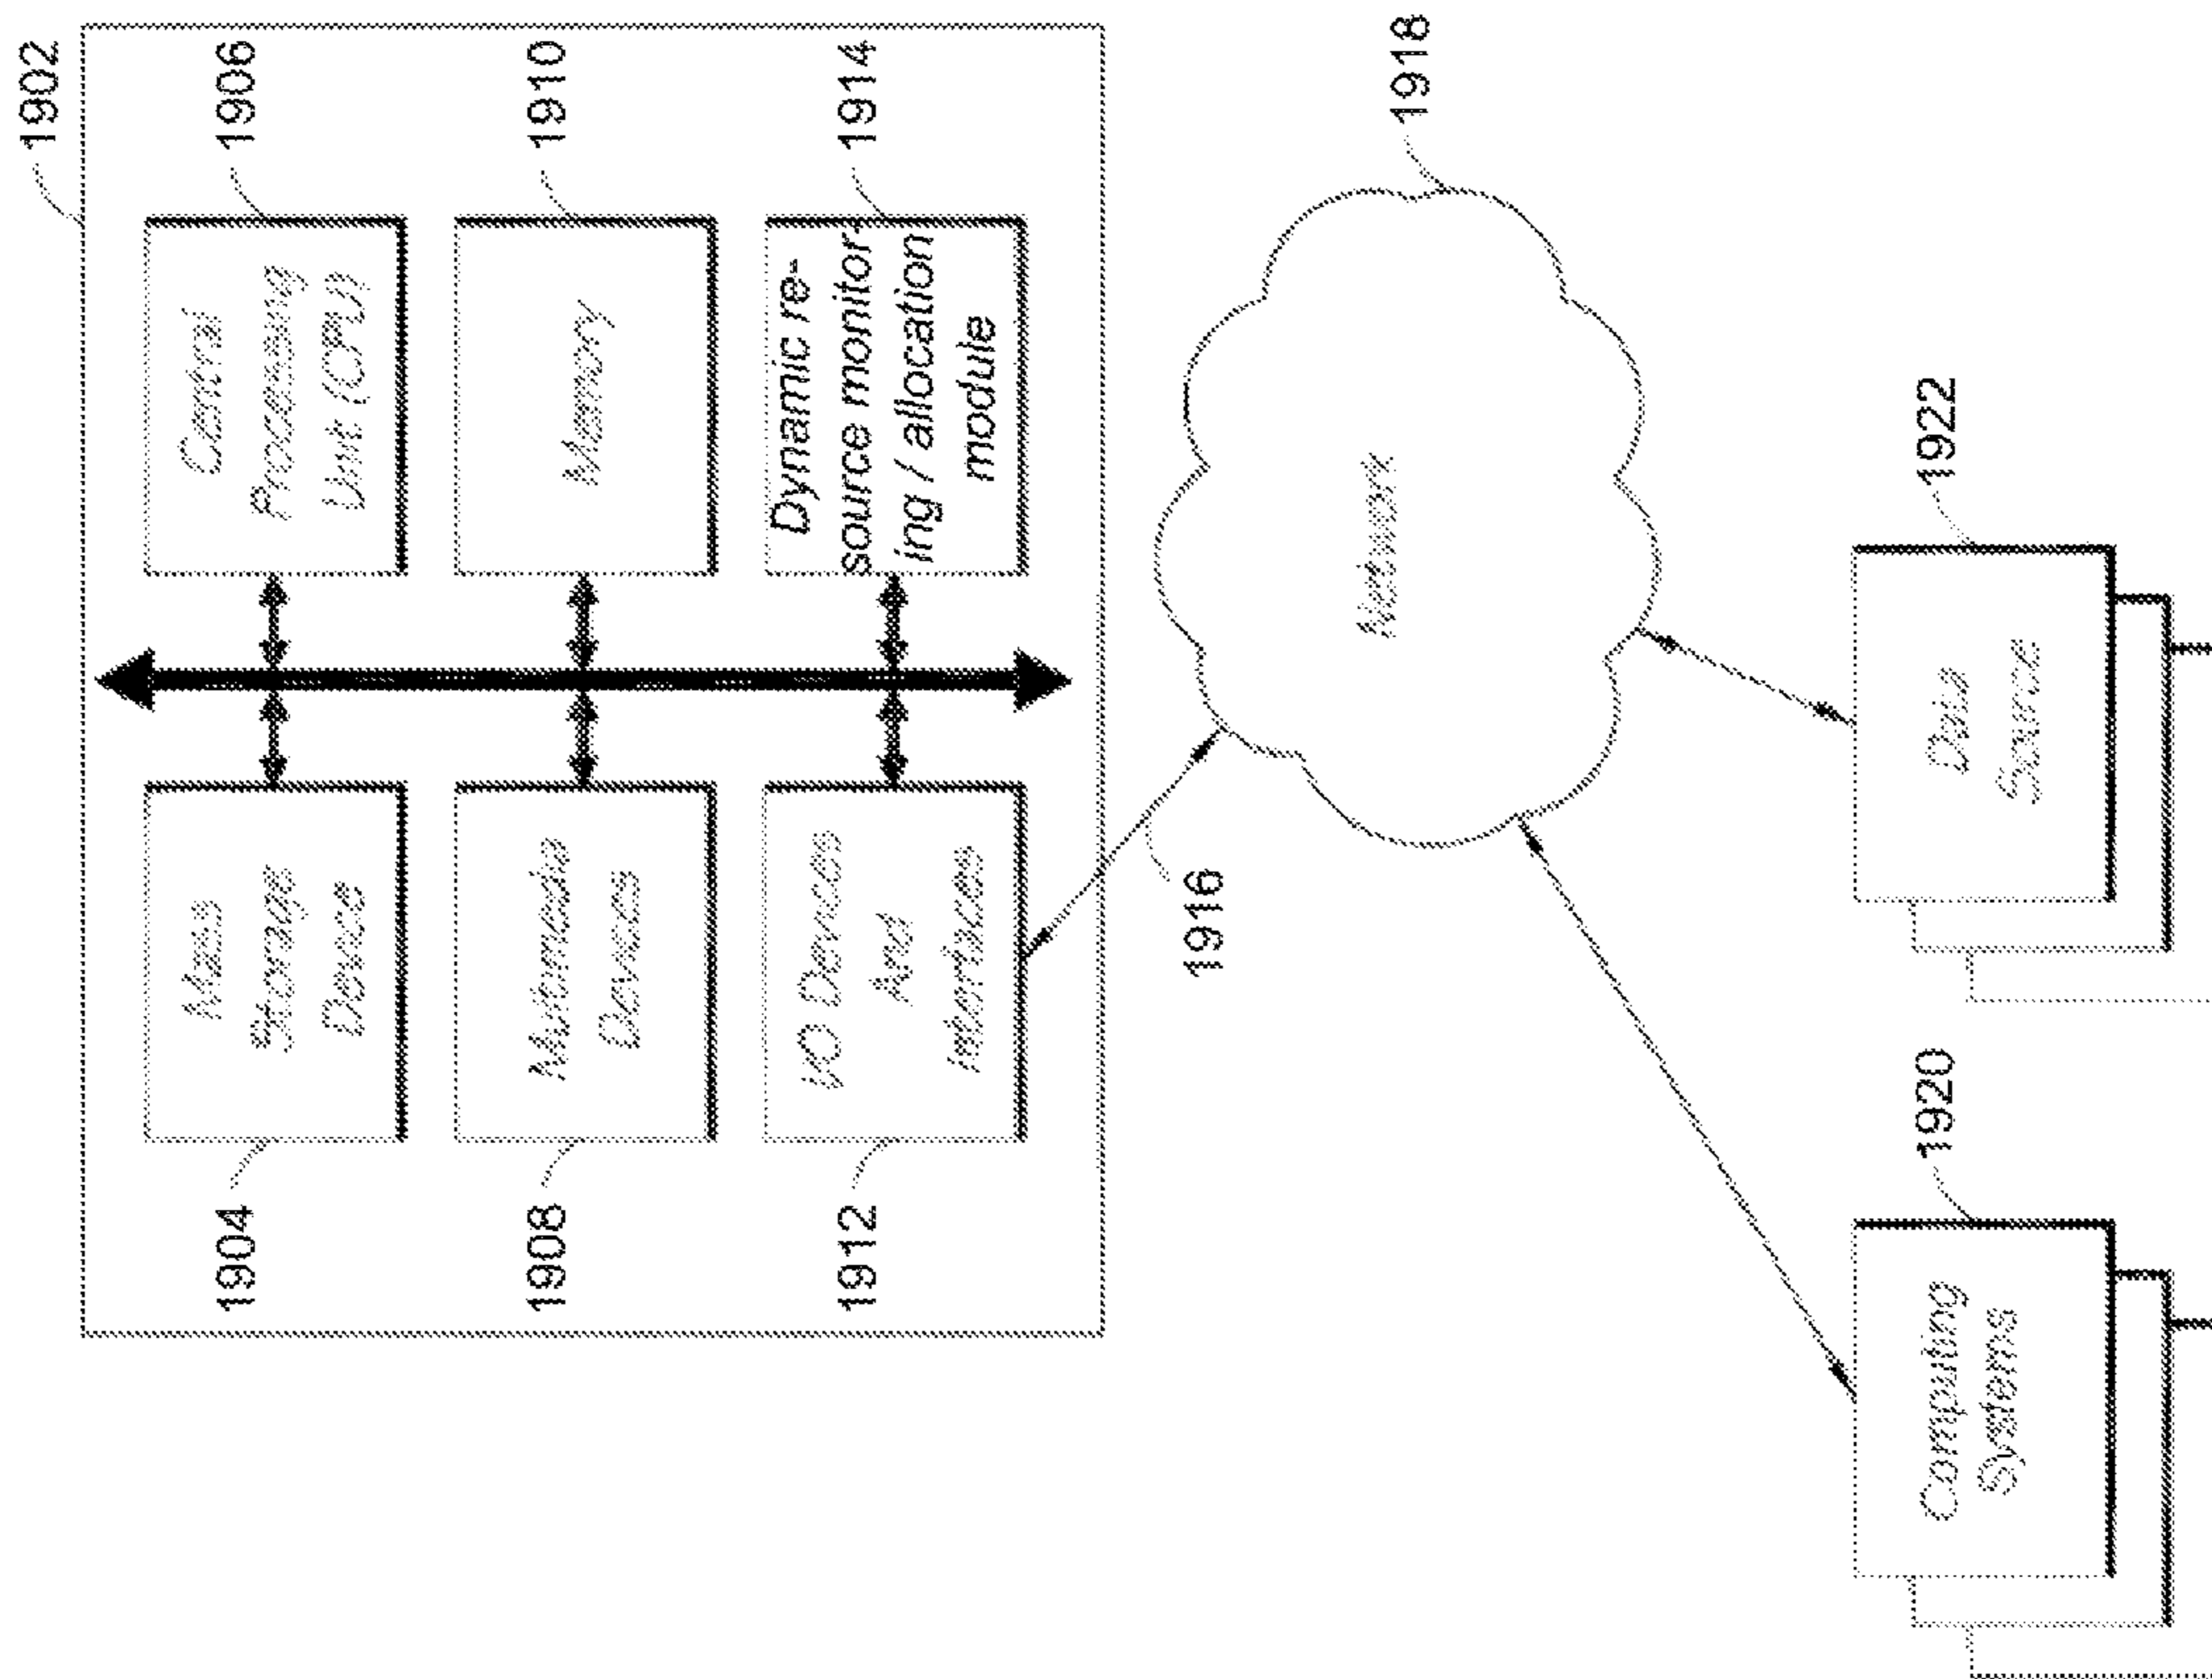 1902
1904
1906
Mass
Storage
Device
Central
Processing
Unit (CPU)
1908
1910
Mutimedia
Devices
Memory
1912
1914
I/O Devices
And
Interfaces
Dynamic re-
source monitor-
ing / allocation
module
1916
1918
Network
1920
1922
Computing
Systems
Data
Source